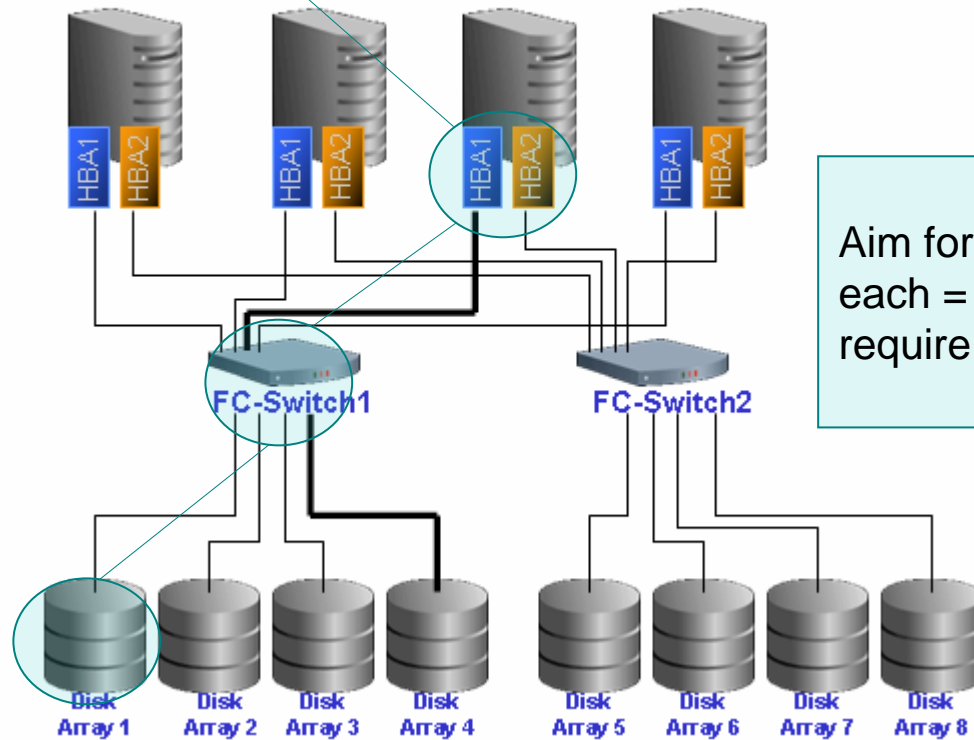 HBA1 HBA2 HBA1 HBA2 HBA1 HBA2 HBA1 HBA2
Aim for
each =
require
FC-Switch1 FC-Switch2
Disk Disk Disk Disk Disk Disk Disk Disk
Array 1 Array 2 Array 3 Array 4 Array 5 Array 6 Array 7 Array 8